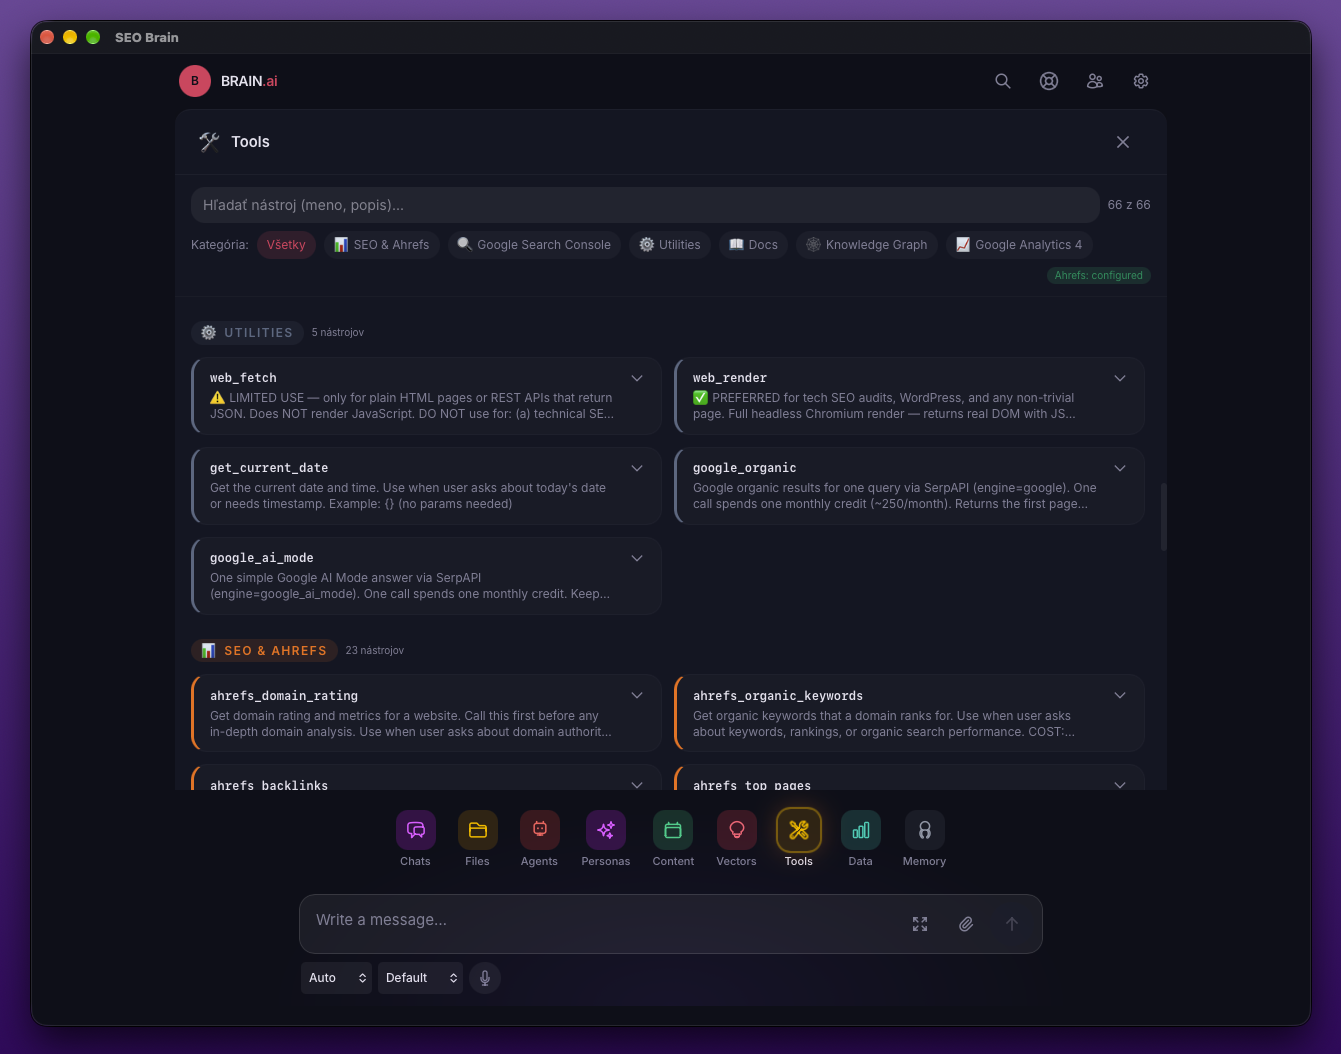 SEO Brain
B BRAIN.ai
Tools
Hľadať nástroj (meno, popis)... 66 z 66
Kategória: Všetky SEO & Ahrefs Google Search Console Utilities Docs Knowledge Graph Google Analytics 4
Ahrefs: configured
UTILITIES 5 nástrojov
web_fetch
⚠️ LIMITED USE — only for plain HTML pages or REST APIs that return
JSON. Does NOT render JavaScript. DO NOT use for: (a) technical SE...
web_render
✅ PREFERRED for tech SEO audits, WordPress, and any non-trivial
page. Full headless Chromium render — returns real DOM with JS...
get_current_date
Get the current date and time. Use when user asks about today's date
or needs timestamp. Example: {} (no params needed)
google_organic
Google organic results for one query via SerpAPI (engine=google). One
call spends one monthly credit (~250/month). Returns the first page...
google_ai_mode
One simple Google AI Mode answer via SerpAPI
(engine=google_ai_mode). One call spends one monthly credit. Keep...
SEO & AHREFS 23 nástrojov
ahrefs_domain_rating
Get domain rating and metrics for a website. Call this first before any
in-depth domain analysis. Use when user asks about domain authorit...
ahrefs_organic_keywords
Get organic keywords that a domain ranks for. Use when user asks
about keywords, rankings, or organic search performance. COST:...
ahrefs_backlinks
ahrefs_top_pages
Chats Files Agents Personas Content Vectors Tools Data Memory
Write a message...
Auto Default